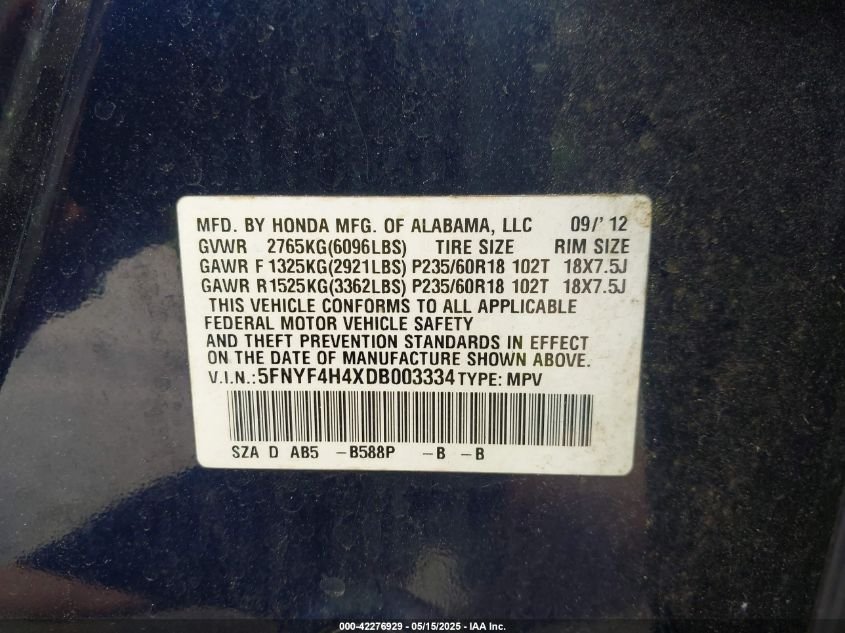 MFD. BY HONDA MFG. OF ALABAMA, LLC 09/'12
GVWR 2765KG(6096LBS) TIRE SIZE RIM SIZE
GAWR F1325KG(2921LBS) P235/60R18 102T 18X7.5J
GAWR R1525KG(3362LBS) P235/60R18 102T 18X7.5J
THIS VEHICLE CONFORMS TO ALL APPLICABLE
FEDERAL MOTOR VEHICLE SAFETY
AND THEFT PREVENTION STANDARDS IN EFFECT
ON THE DATE OF MANUFACTURE SHOWN ABOVE.
V.I.N.:5FNYF4H4XDB003334 TYPE: MPV
SZA D AB5 -B588P -B -B
000-42276929 - 05/15/2025 - IAA Inc.